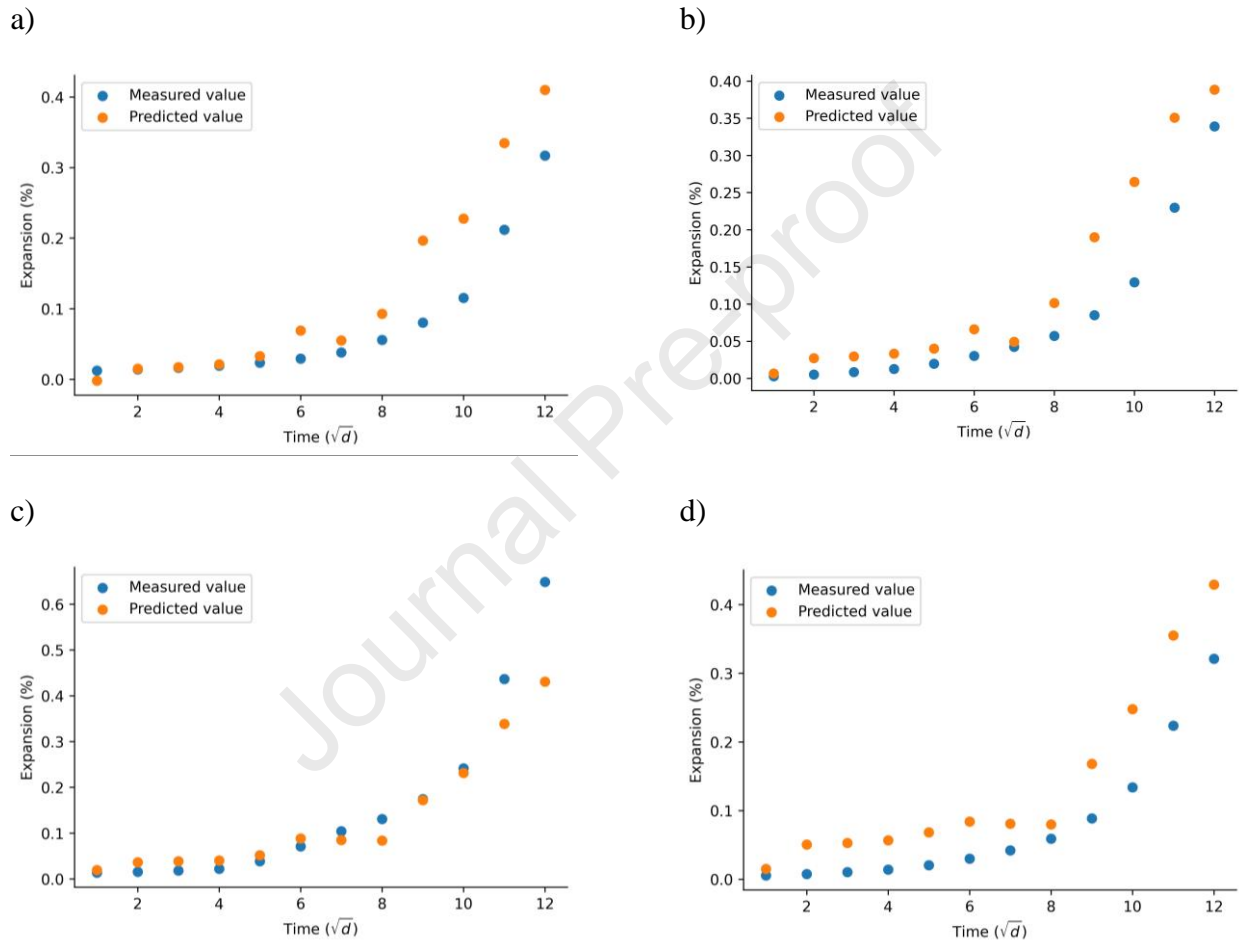 a)
Measured value
Predicted value
0.4
0.3
0.2
0.1
0.0
Expansion (%)
2 4 6 8 10 12
Time (√d)
b)
Measured value
Predicted value
0.40
0.35
0.30
0.25
0.20
0.15
0.10
0.05
0.00
Expansion (%)
2 4 6 8 10 12
Time (√d)
c)
Measured value
Predicted value
0.6
0.5
0.4
0.3
0.2
0.1
0.0
Expansion (%)
2 4 6 8 10 12
Time (√d)
d)
Measured value
Predicted value
0.4
0.3
0.2
0.1
0.0
Expansion (%)
2 4 6 8 10 12
Time (√d)
Journal Pre-proof